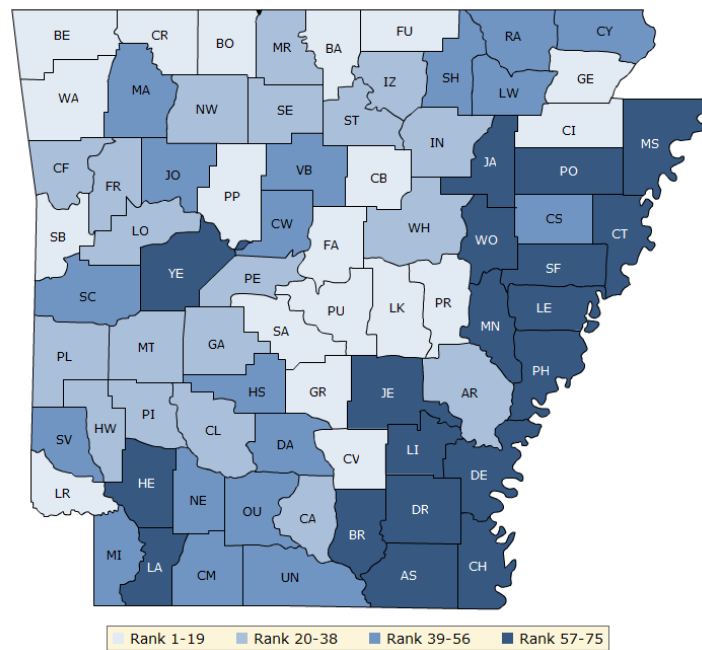 BE CR BO MR BA FU RA CY
WA MA NW SE IZ SH LW GE
ST
CF FR JO VB CB IN JA CI MS
PP PO
SB LO CW FA WH WO CS CT
YE PE SF
SC PU LK PR MN LE
PL MT GA SA
HS GR JE AR PH
SV HW PI CL DA CV LI DE
LR HE NE OU CA BR DR
MI LA CM UN AS CH
Rank 1-19 Rank 20-38 Rank 39-56 Rank 57-75